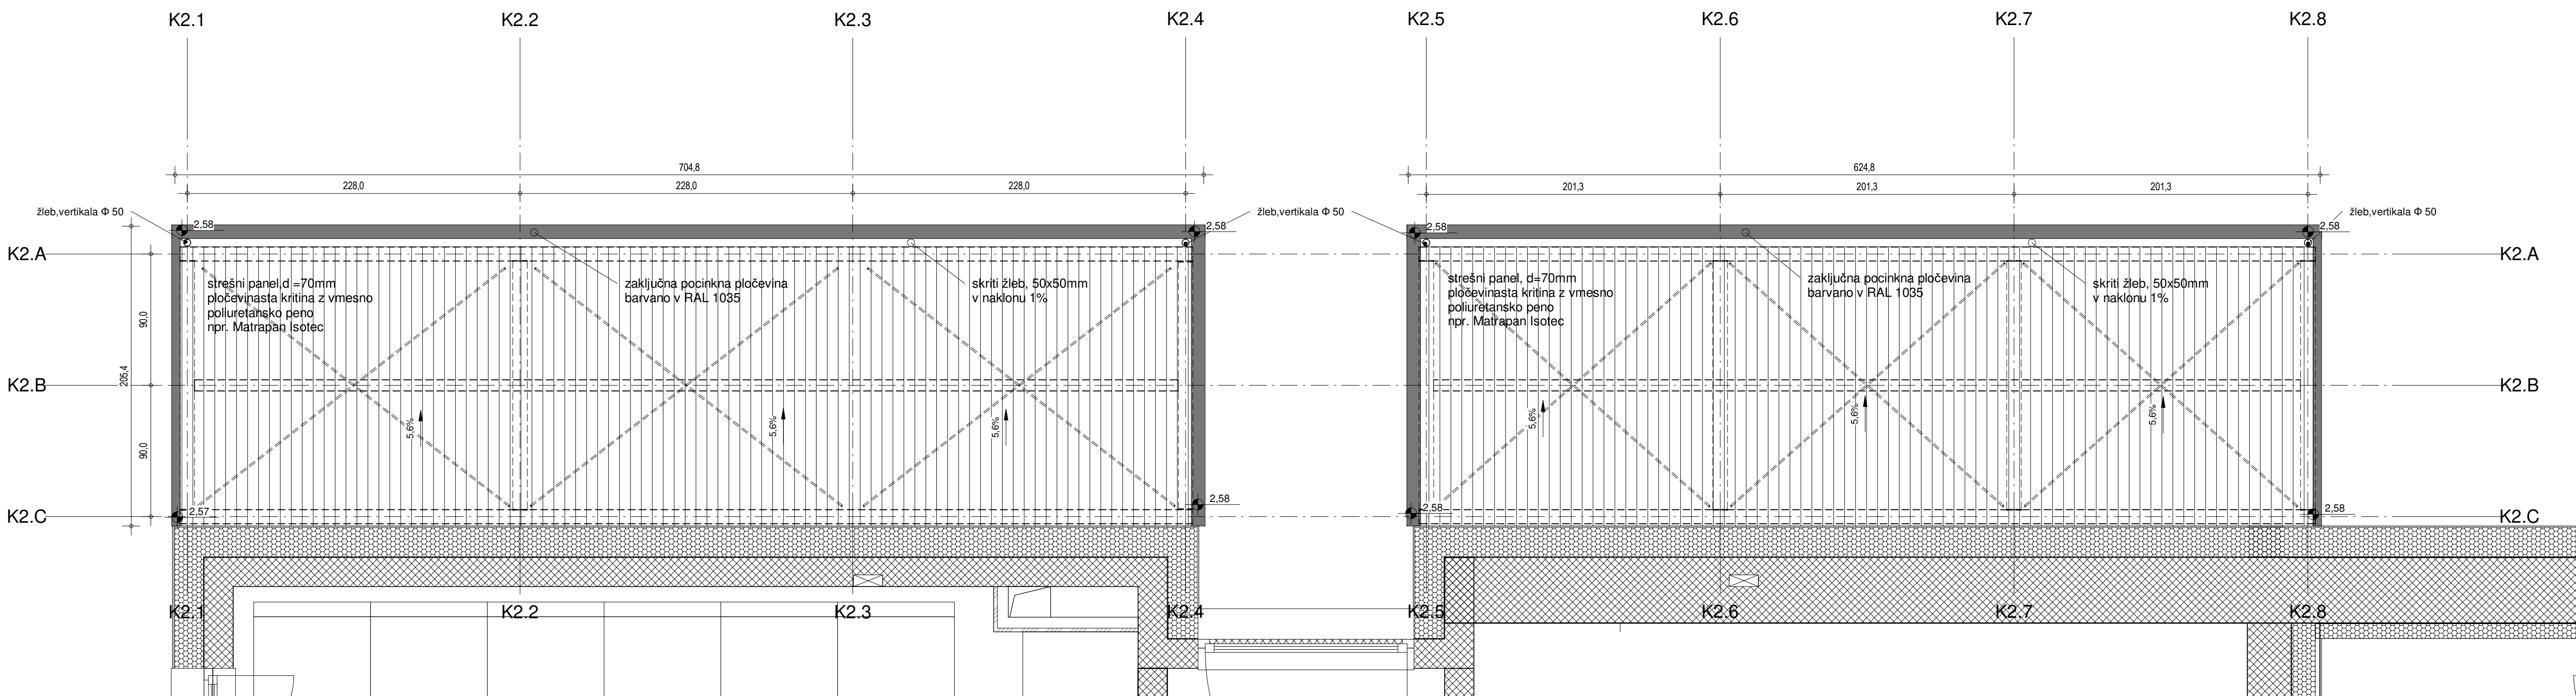 K2.1 K2.2 K2.3 K2.4 K2.5 K2.6 K2.7 K2.8
704,8 624,8
228,0 228,0 228,0 201,3 201,3 201,3
žleb,vertikala Φ 50 žleb,vertikala Φ 50 žleb,vertikala Φ 50
2,58 2,58 2,58 2,58
K2.A K2.A
strešni panel,d =70mm
pločevinasta kritina z vmesno
poliuretansko peno
npr. Matrapan Isotec
zaključna pocinkna pločevina
barvano v RAL 1035
skriti žleb, 50x50mm
v naklonu 1%
strešni panel, d=70mm
pločevinasta kritina z vmesno
poliuretansko peno
npr. Matrapan Isotec
zaključna pocinkna pločevina
barvano v RAL 1035
skriti žleb, 50x50mm
v naklonu 1%
90,0
205,4
K2.B K2.B
5,6% 5,6% 5,6% 5,6% 5,6% 5,6%
90,0
K2.C 2,57 2,58 2,58 2,58 K2.C
K2.1 K2.2 K2.3 K2.4 K2.5 K2.6 K2.7 K2.8